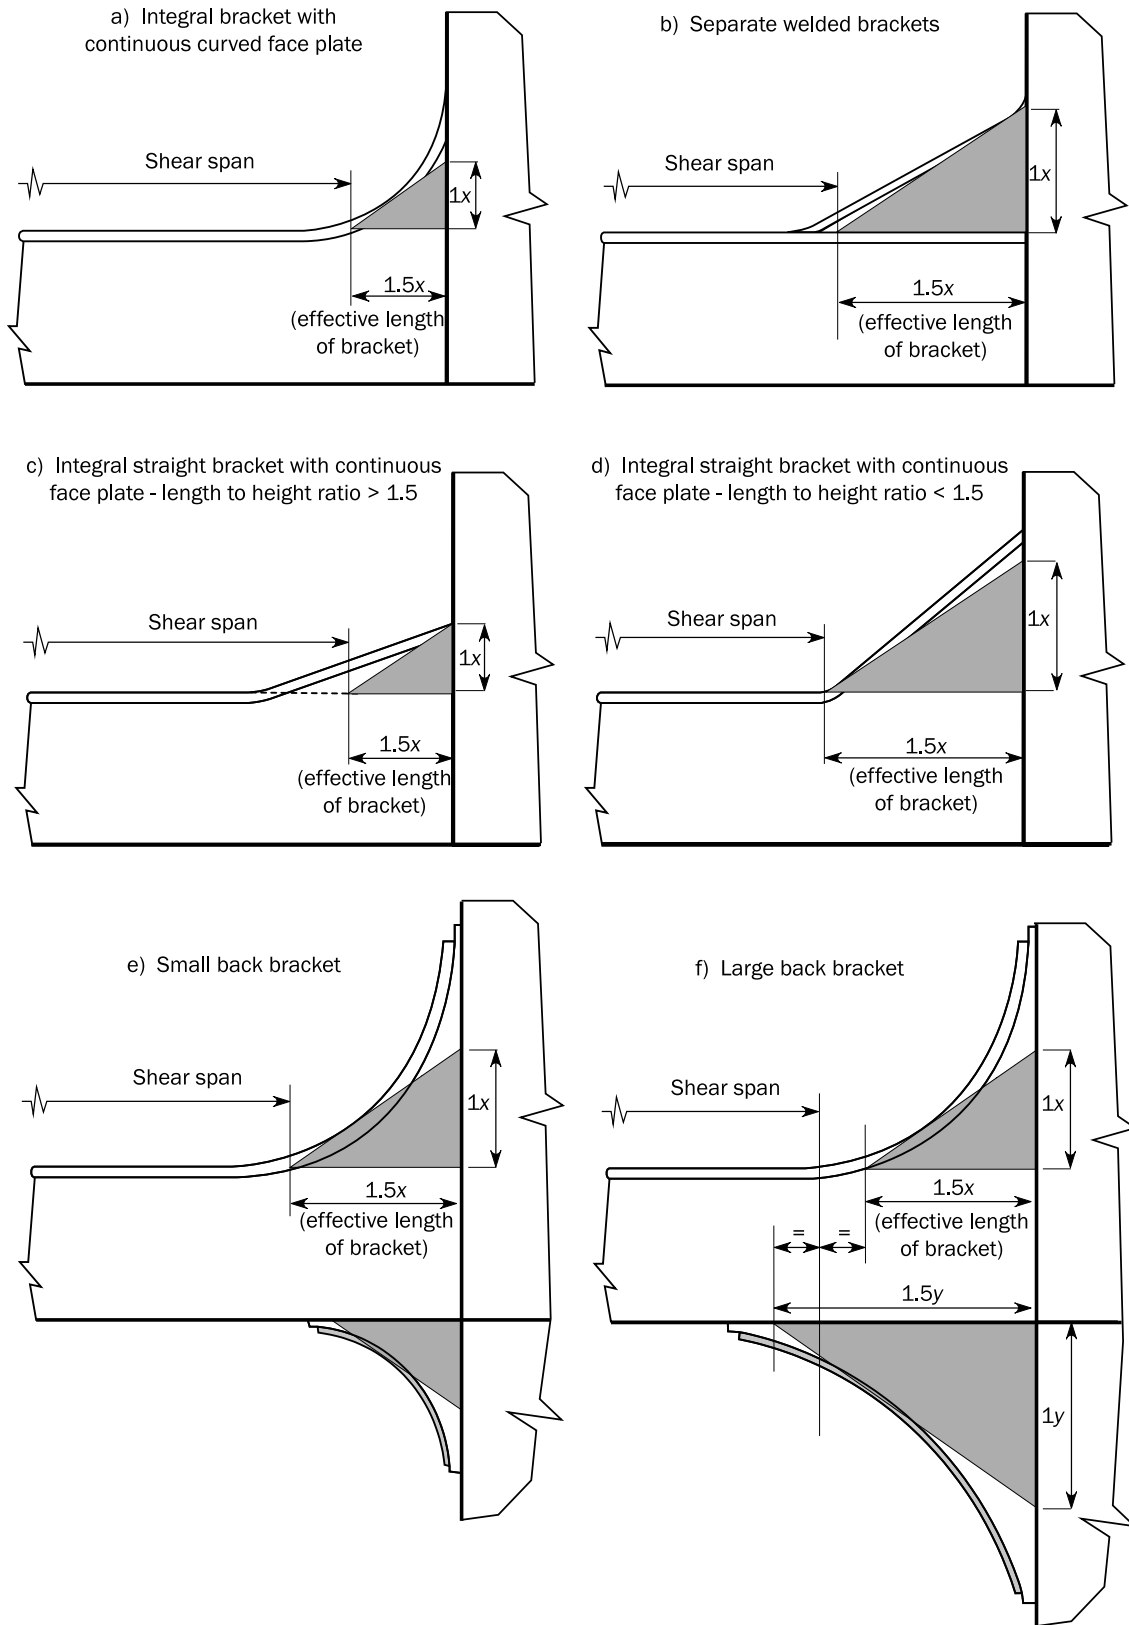 a) Integral bracket with
continuous curved face plate
Shear span
1x
1.5x
(effective length
of bracket)
b) Separate welded brackets
Shear span
1x
1.5x
(effective length
of bracket)
c) Integral straight bracket with continuous
face plate - length to height ratio > 1.5
Shear span
1x
1.5x
(effective length
of bracket)
d) Integral straight bracket with continuous
face plate - length to height ratio < 1.5
Shear span
1x
1.5x
(effective length
of bracket)
e) Small back bracket
Shear span
1x
1.5x
(effective length
of bracket)
f) Large back bracket
Shear span
1x
1.5x
(effective length
of bracket)
= =
1.5y
1y